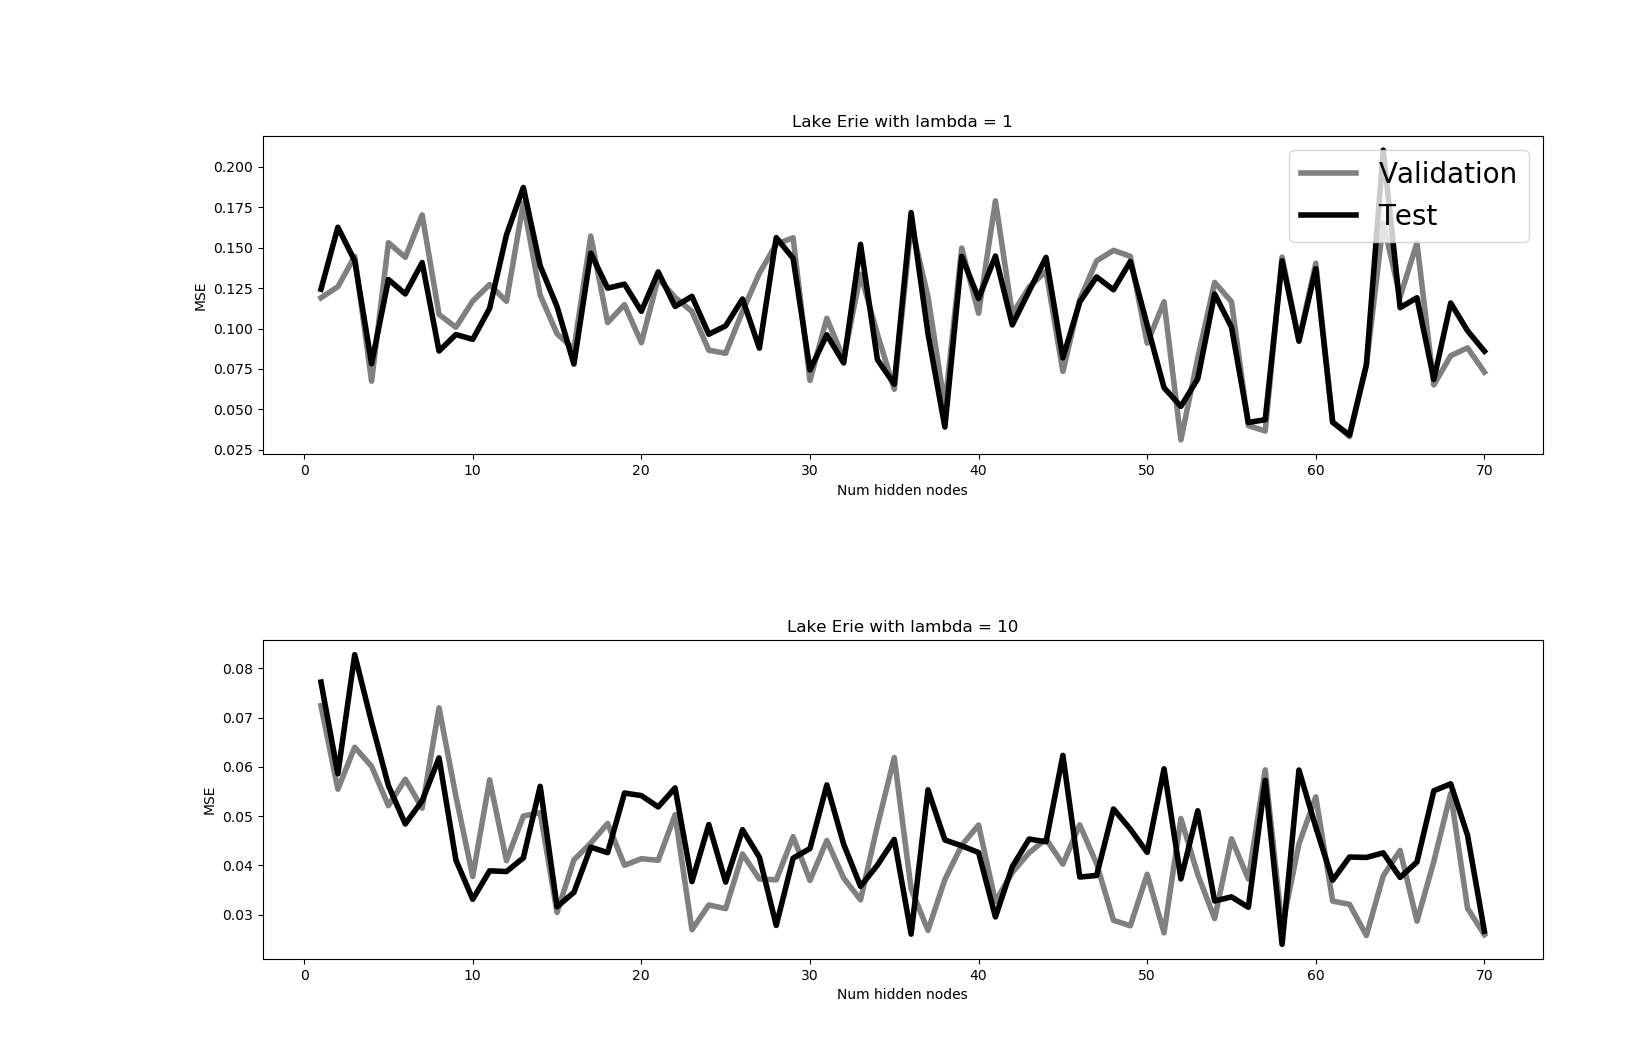 Lake Erie with lambda = 1
0.200
0.175
0.150
0.125
0.100
0.075
0.050
0.025
MSE
Validation
Test
0 10 20 30 40 50 60 70
Num hidden nodes
Lake Erie with lambda = 10
0.08
0.07
0.06
0.05
0.04
0.03
MSE
0 10 20 30 40 50 60 70
Num hidden nodes